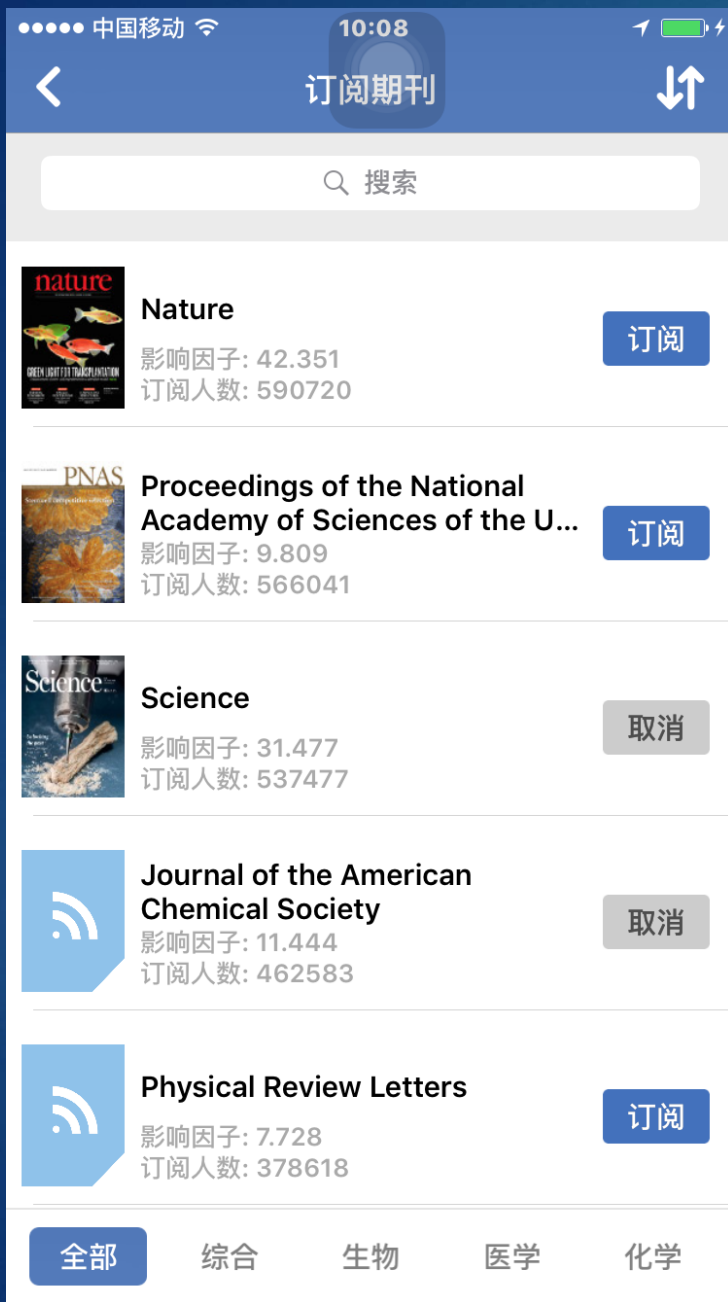 中国移动 10:08
订阅期刊
搜索
nature
GREEN LIGHT FOR TRANSPLANTATION
Nature
影响因子: 42.351
订阅人数: 590720
订阅
PNAS
Proceedings of the National
Academy of Sciences of the U...
影响因子: 9.809
订阅人数: 566041
订阅
Science
Science
影响因子: 31.477
订阅人数: 537477
取消
Journal of the American
Chemical Society
影响因子: 11.444
订阅人数: 462583
取消
Physical Review Letters
影响因子: 7.728
订阅人数: 378618
订阅
全部 综合 生物 医学 化学